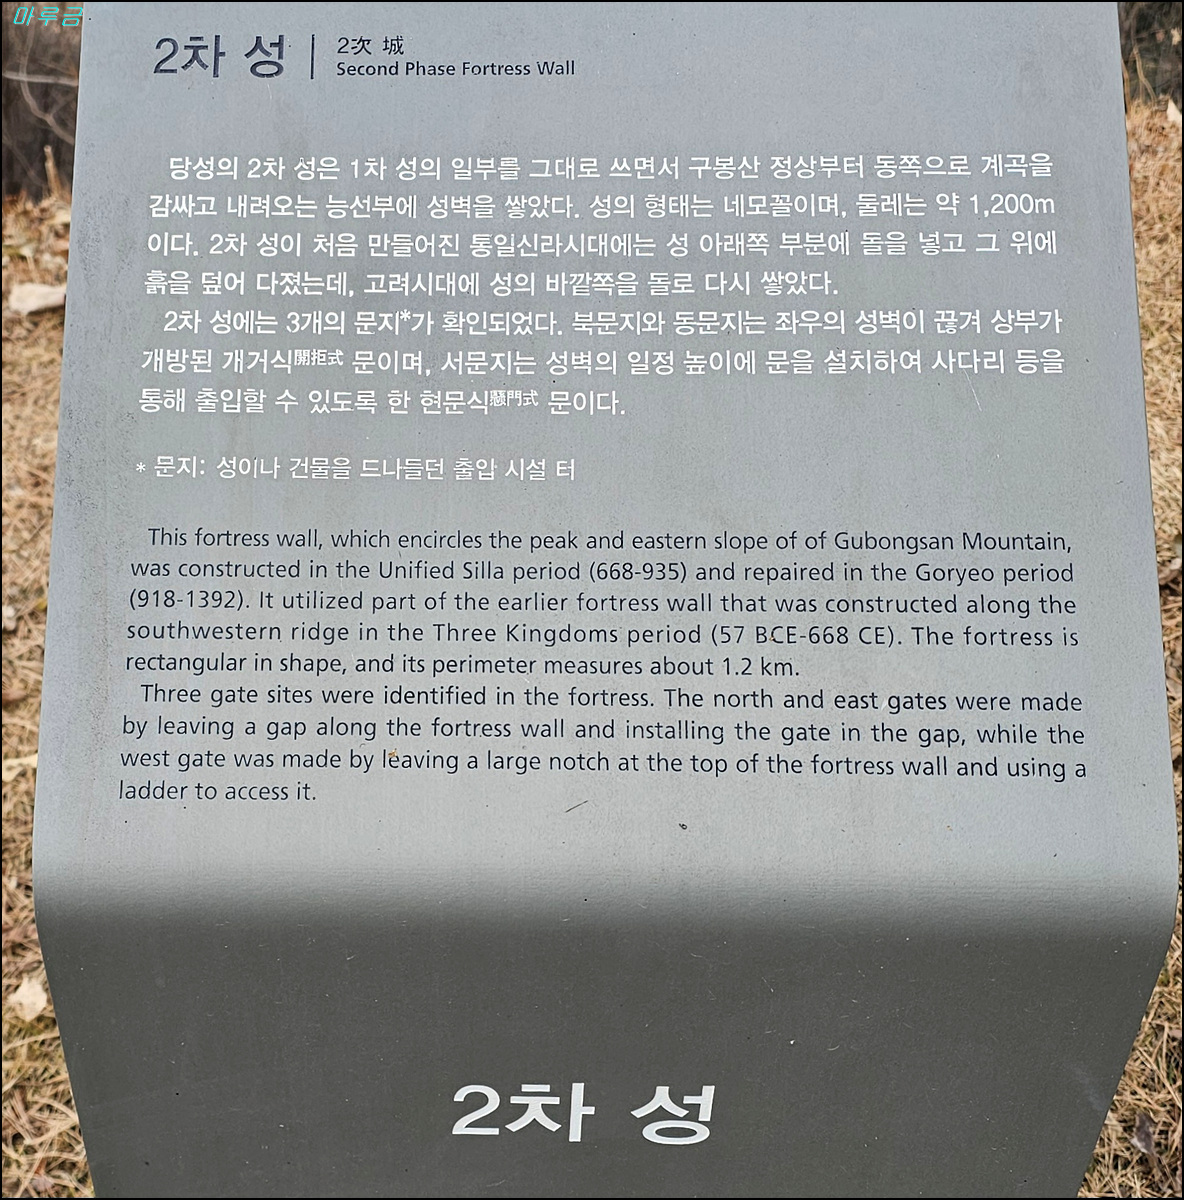 마루금
2차 성 | 2次 城
Second Phase Fortress Wall
당성의 2차 성은 1차 성의 일부를 그대로 쓰면서 구봉산 정상부터 동쪽으로 계곡을
감싸고 내려오는 능선부에 성벽을 쌓았다. 성의 형태는 네모꼴이며, 둘레는 약 1,200m
이다. 2차 성이 처음 만들어진 통일신라시대에는 성 아래쪽 부분에 돌을 넣고 그 위에
흙을 덮어 다졌는데, 고려시대에 성의 바깥쪽을 돌로 다시 쌓았다.
2차 성에는 3개의 문지*가 확인되었다. 북문지와 동문지는 좌우의 성벽이 끊겨 상부가
개방된 개거식開拒式 문이며, 서문지는 성벽의 일정 높이에 문을 설치하여 사다리 등을
통해 출입할 수 있도록 한 현문식懸門式 문이다.
* 문지: 성이나 건물을 드나들던 출입 시설 터
This fortress wall, which encircles the peak and eastern slope of of Gubongsan Mountain,
was constructed in the Unified Silla period (668-935) and repaired in the Goryeo period
(918-1392). It utilized part of the earlier fortress wall that was constructed along the
southwestern ridge in the Three Kingdoms period (57 BCE-668 CE). The fortress is
rectangular in shape, and its perimeter measures about 1.2 km.
Three gate sites were identified in the fortress. The north and east gates were made
by leaving a gap along the fortress wall and installing the gate in the gap, while the
west gate was made by leaving a large notch at the top of the fortress wall and using a
ladder to access it.
2차 성